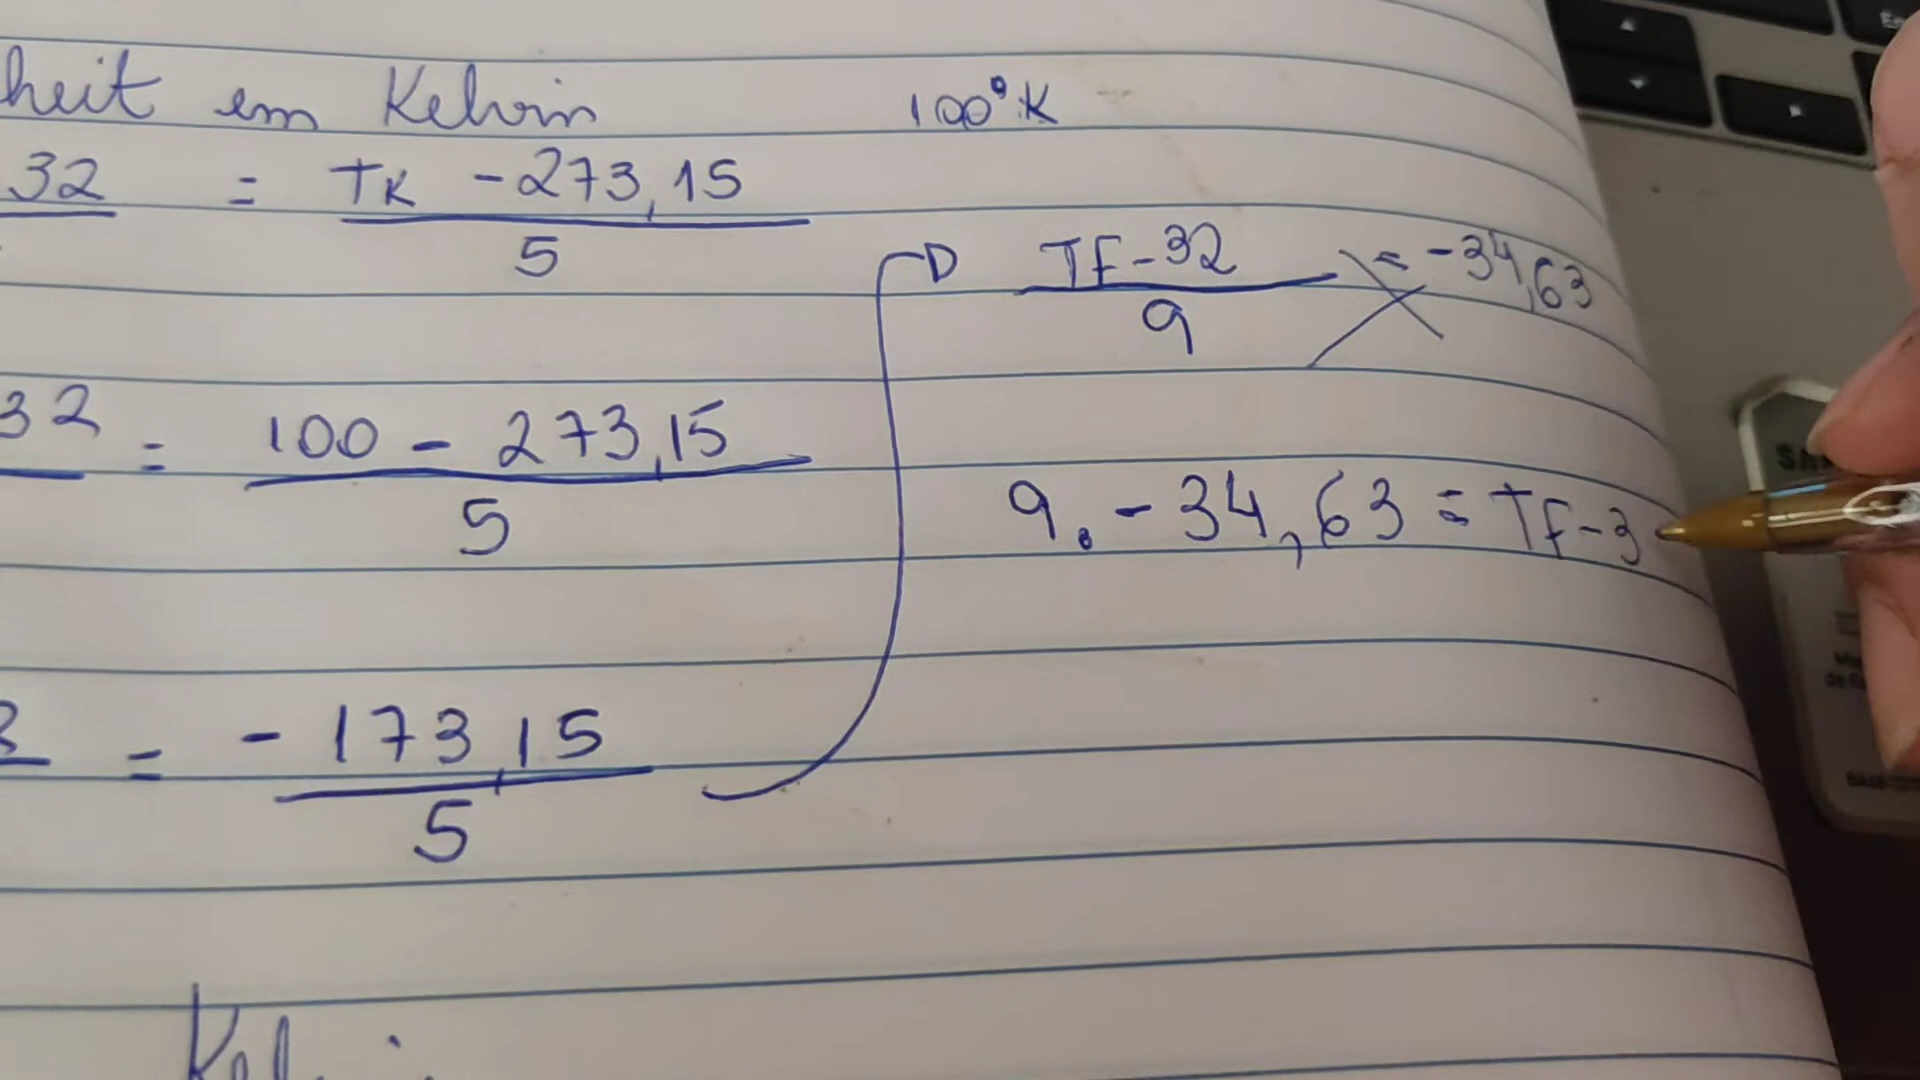 heit em Kelvin 100°K
32 = TK - 273,15
5
TF - 32 = -34,63
9
32 = 100 - 273,15
5
9. - 34,63 = TF - 3
= - 173,15
5
Kel